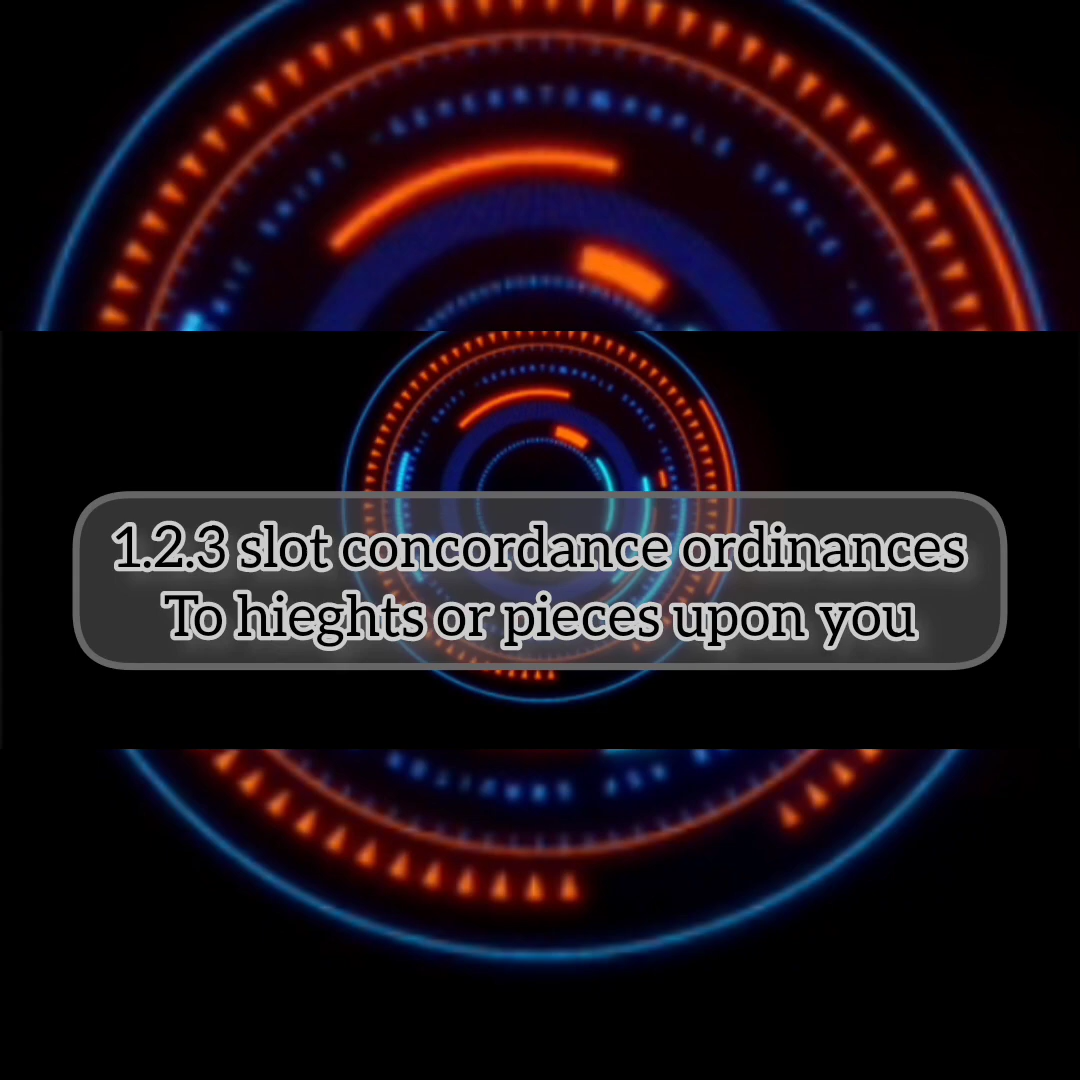 1.2.3 slot concordance ordinances
To hieghts or pieces upon you